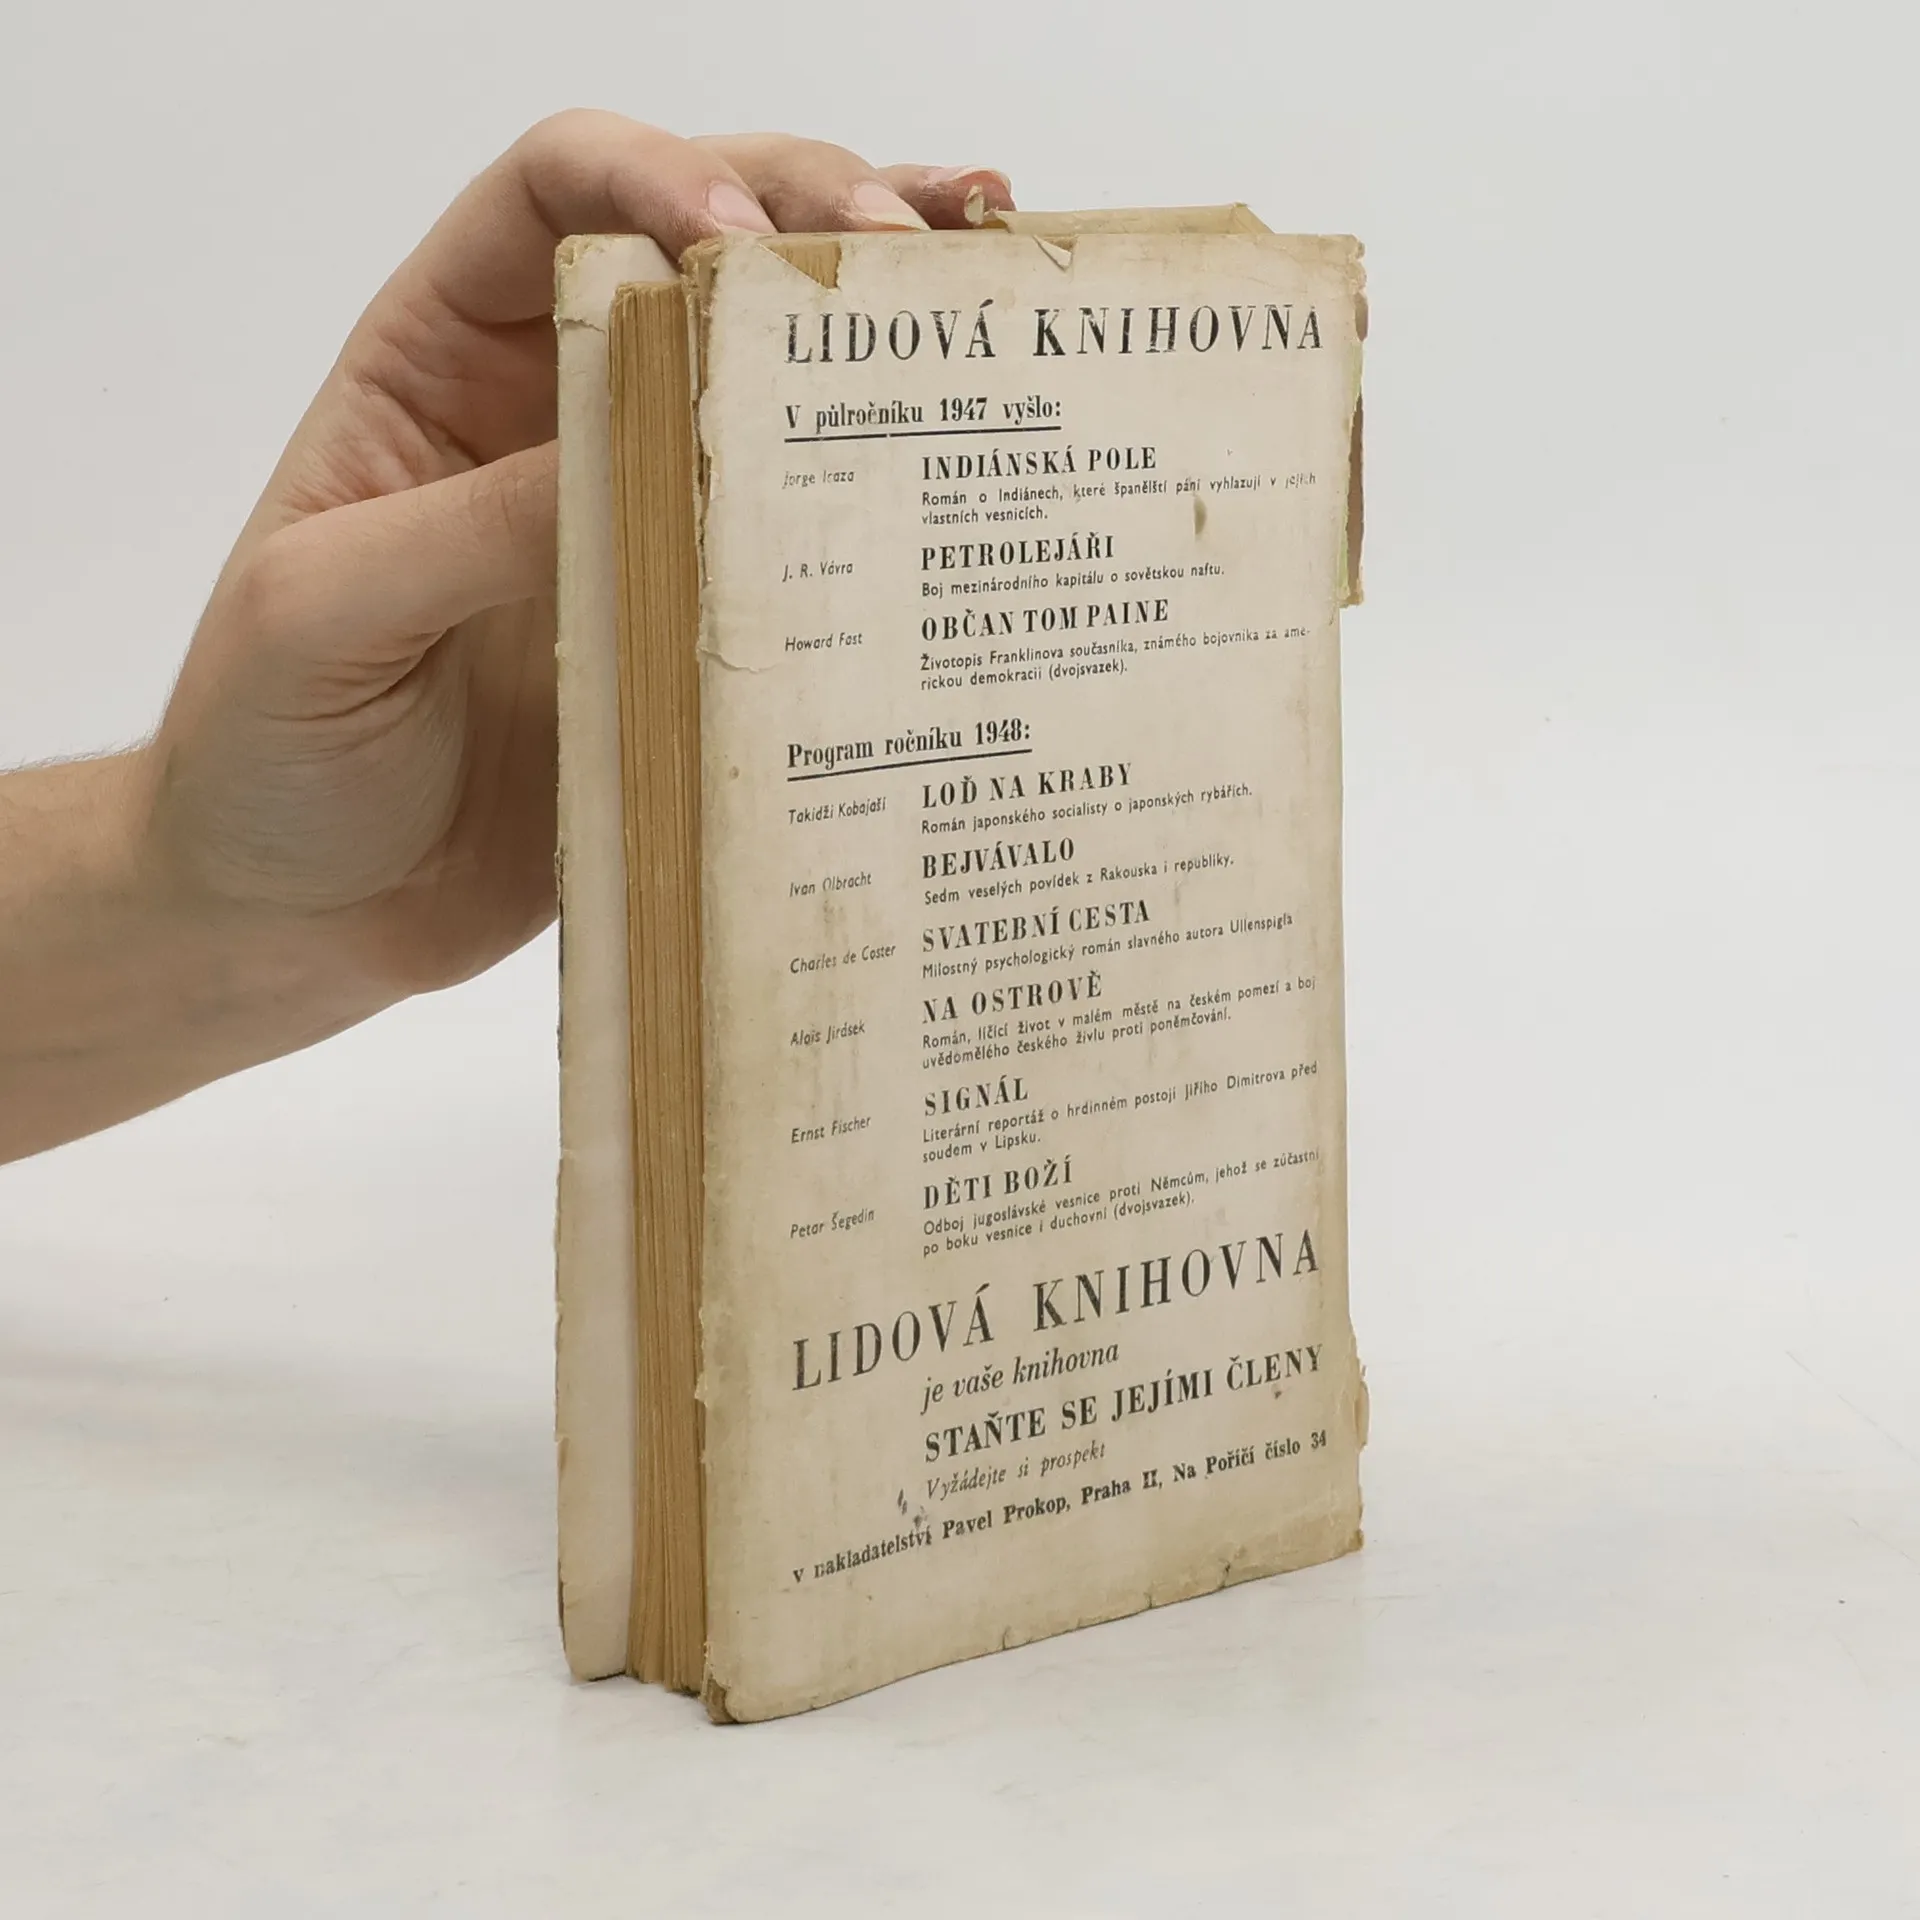 LIDOVÁ KNIHOVNA
V půlročníku 1947 vyšlo:
Jorge Icaza INDIÁNSKÁ POLE
Román o Indiánech, které španělští páni vyhlazují v jejich
vlastních vesnicích.
J. R. Vávra PETROLEJÁŘI
Boj mezinárodního kapitálu o sovětskou naftu.
Howard Fast OBČAN TOM PAINE
Životopis Franklinova současníka, známého bojovníka za ame-
rickou demokracii (dvojsvazek).
Program ročníku 1948:
Takidži Kobajaši LOĎ NA KRABY
Román japonského socialisty o japonských rybářích.
Ivan Olbracht BEJVÁVALO
Sedm veselých povídek z Rakouska i republiky.
Charles de Coster SVATEBNÍ CESTA
Milostný psychologický román slavného autora Ullenspigla
Alois Jirásek NA OSTROVĚ
Román, líčící život v malém městě na českém pomezí a boj
uvědomělého českého živlu proti poněmčování.
Ernst Fischer SIGNÁL
Literární reportáž o hrdinném postoji Jiřího Dimitrova před
soudem v Lipsku.
Petar Šegedin DĚTI BOŽÍ
Odboj jugoslávské vesnice proti Němcům, jehož se zúčastní
po boku vesnice i duchovní (dvojsvazek).
LIDOVÁ KNIHOVNA
je vaše knihovna
STAŇTE SE JEJÍMI ČLENY
Vyžádejte si prospekt
v nakladatelství Pavel Prokop, Praha II, Na Poříčí číslo 34